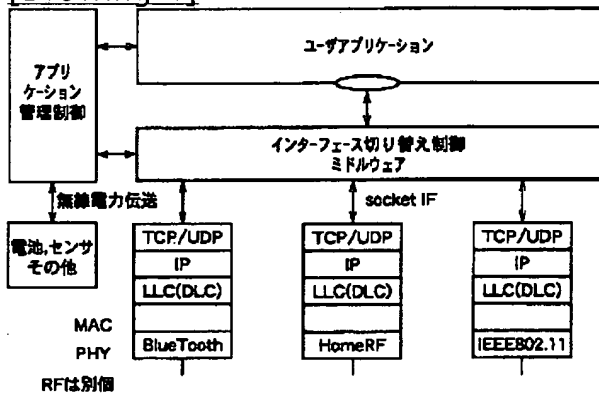 ユーザアプリケーション
アプリ
ケーション
管理制御
インターフェース切り替え制御
ミドルウェア
無線電力伝送
socket IF
電池,センサ
その他
TCP/UDP
IP
LLC(DLC)
BlueTooth
TCP/UDP
IP
LLC(DLC)
HomeRF
TCP/UDP
IP
LLC(DLC)
IEEE802.11
MAC
PHY
RFは別個